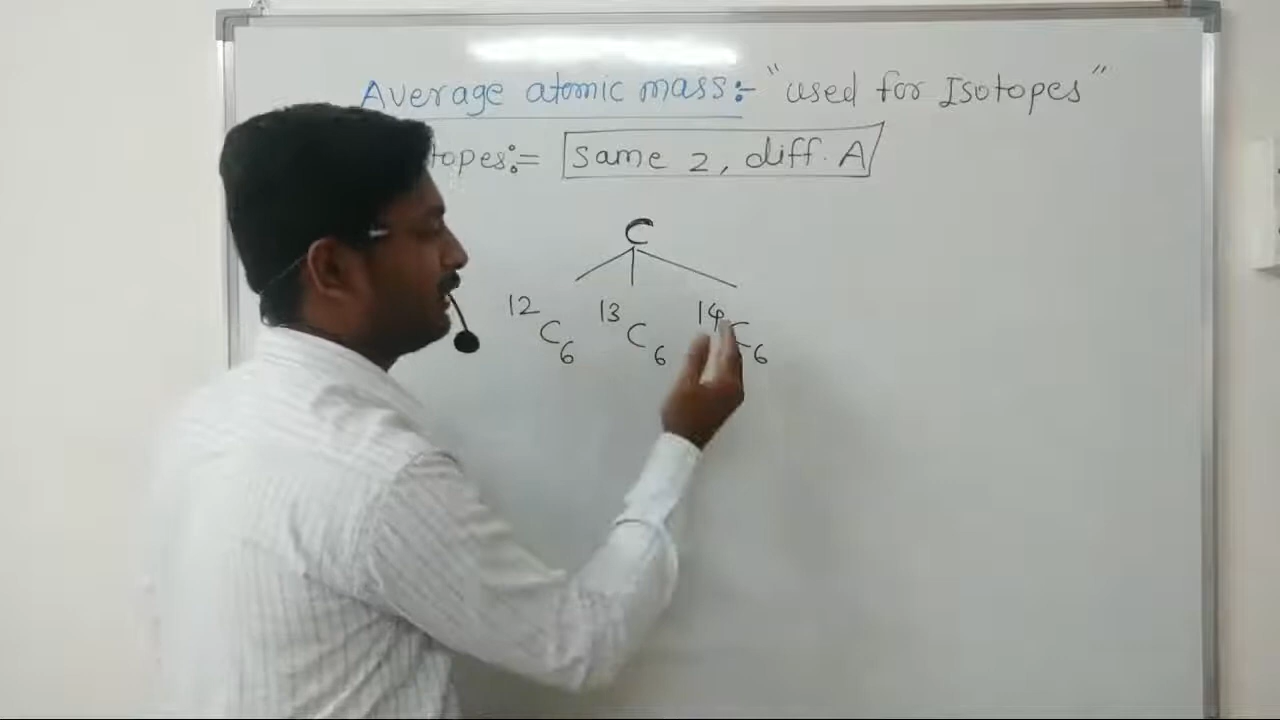 Average atomic mass:- "used for Isotopes"
topes:= same z, diff. A
C
12 C 6 13 C 6 14 C 6